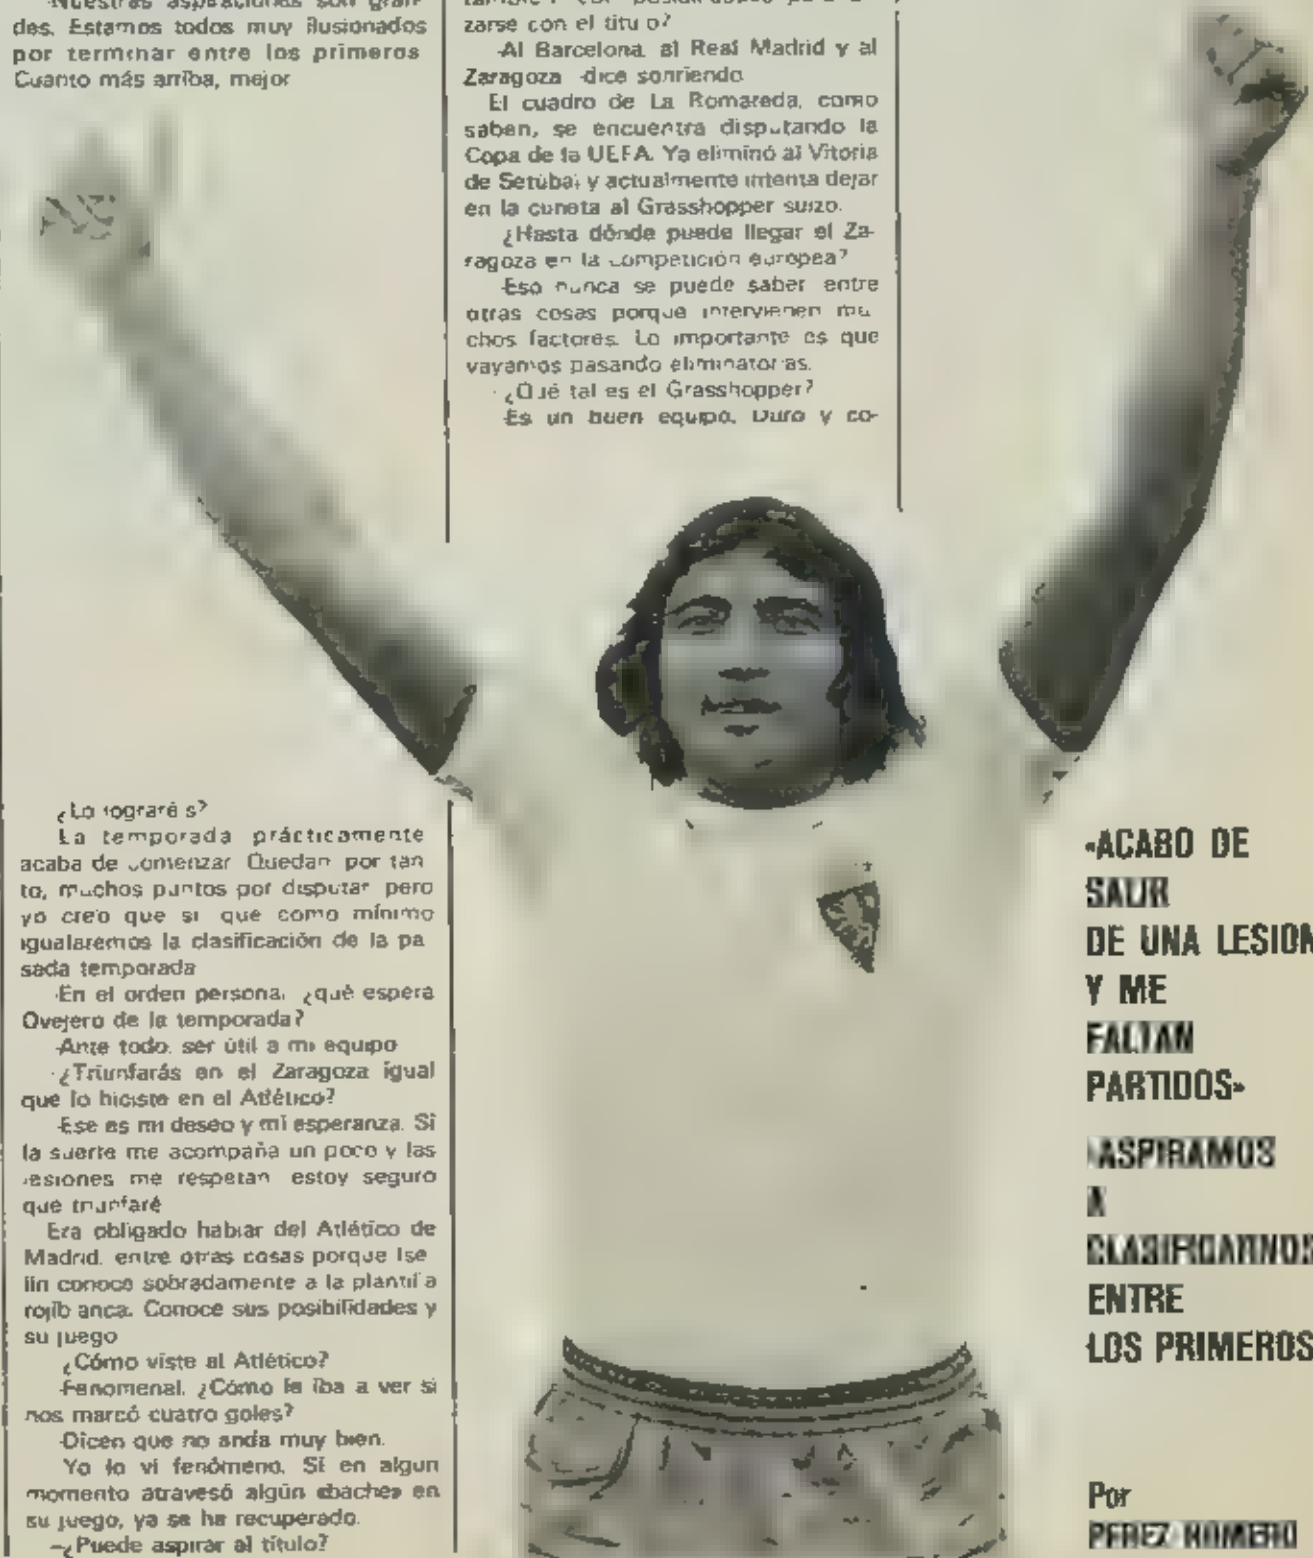 Nuestras aspiraciones son gran-
des. Estamos todos muy ilusionados
por terminar entre los primeros
Cuanto más arriba, mejor
¿Lo lograréis?
La temporada prácticamente
acaba de comenzar Quedan por tan
to, muchos puntos por disputar pero
yo creo que si que como mínimo
igualaremos la clasificación de la pa
sada temporada
-En el orden personal, ¿qué espera
Ovejero de la temporada?
-Ante todo, ser útil a mi equipo
-¿Triunfarás en el Zaragoza igual
que lo hiciste en el Atlético?
-Ese es mi deseo y mi esperanza. Si
la suerte me acompaña un poco y las
lesiones me respetan estoy seguro
que triunfaré
Era obligado hablar del Atlético de
Madrid, entre otras cosas porque Ise
lín conoce sobradamente a la plantilla
rojiblanca. Conoce sus posibilidades y
su juego
¿Cómo viste al Atlético?
-Fenomenal. ¿Cómo le iba a ver si
nos marcó cuatro goles?
-Dicen que no anda muy bien.
Yo lo vi fenómeno. Si en algun
momento atravesó algún «bache» en
su juego, ya se ha recuperado.
-¿Puede aspirar al título?
zarse con el título?
-Al Barcelona, al Real Madrid y al
Zaragoza -dice sonriendo
El cuadro de La Romareda, como
saben, se encuentra disputando la
Copa de la UEFA. Ya eliminó al Vitoria
de Setúbal y actualmente intenta dejar
en la cuneta al Grasshopper suizo.
¿Hasta dónde puede llegar el Za-
ragoza en la competición europea?
-Eso nunca se puede saber entre
otras cosas porque intervienen mu
chos factores. Lo importante es que
vayamos pasando eliminatorias.
-¿Qué tal es el Grasshopper?
-Es un buen equipo. Duro y co-
«ACABO DE
SALIR
DE UNA LESION
Y ME
FALTAN
PARTIDOS»
ASPIRAMOS
A
CLASIFICARNOS
ENTRE
LOS PRIMEROS
Por
PEREZ ROMERO